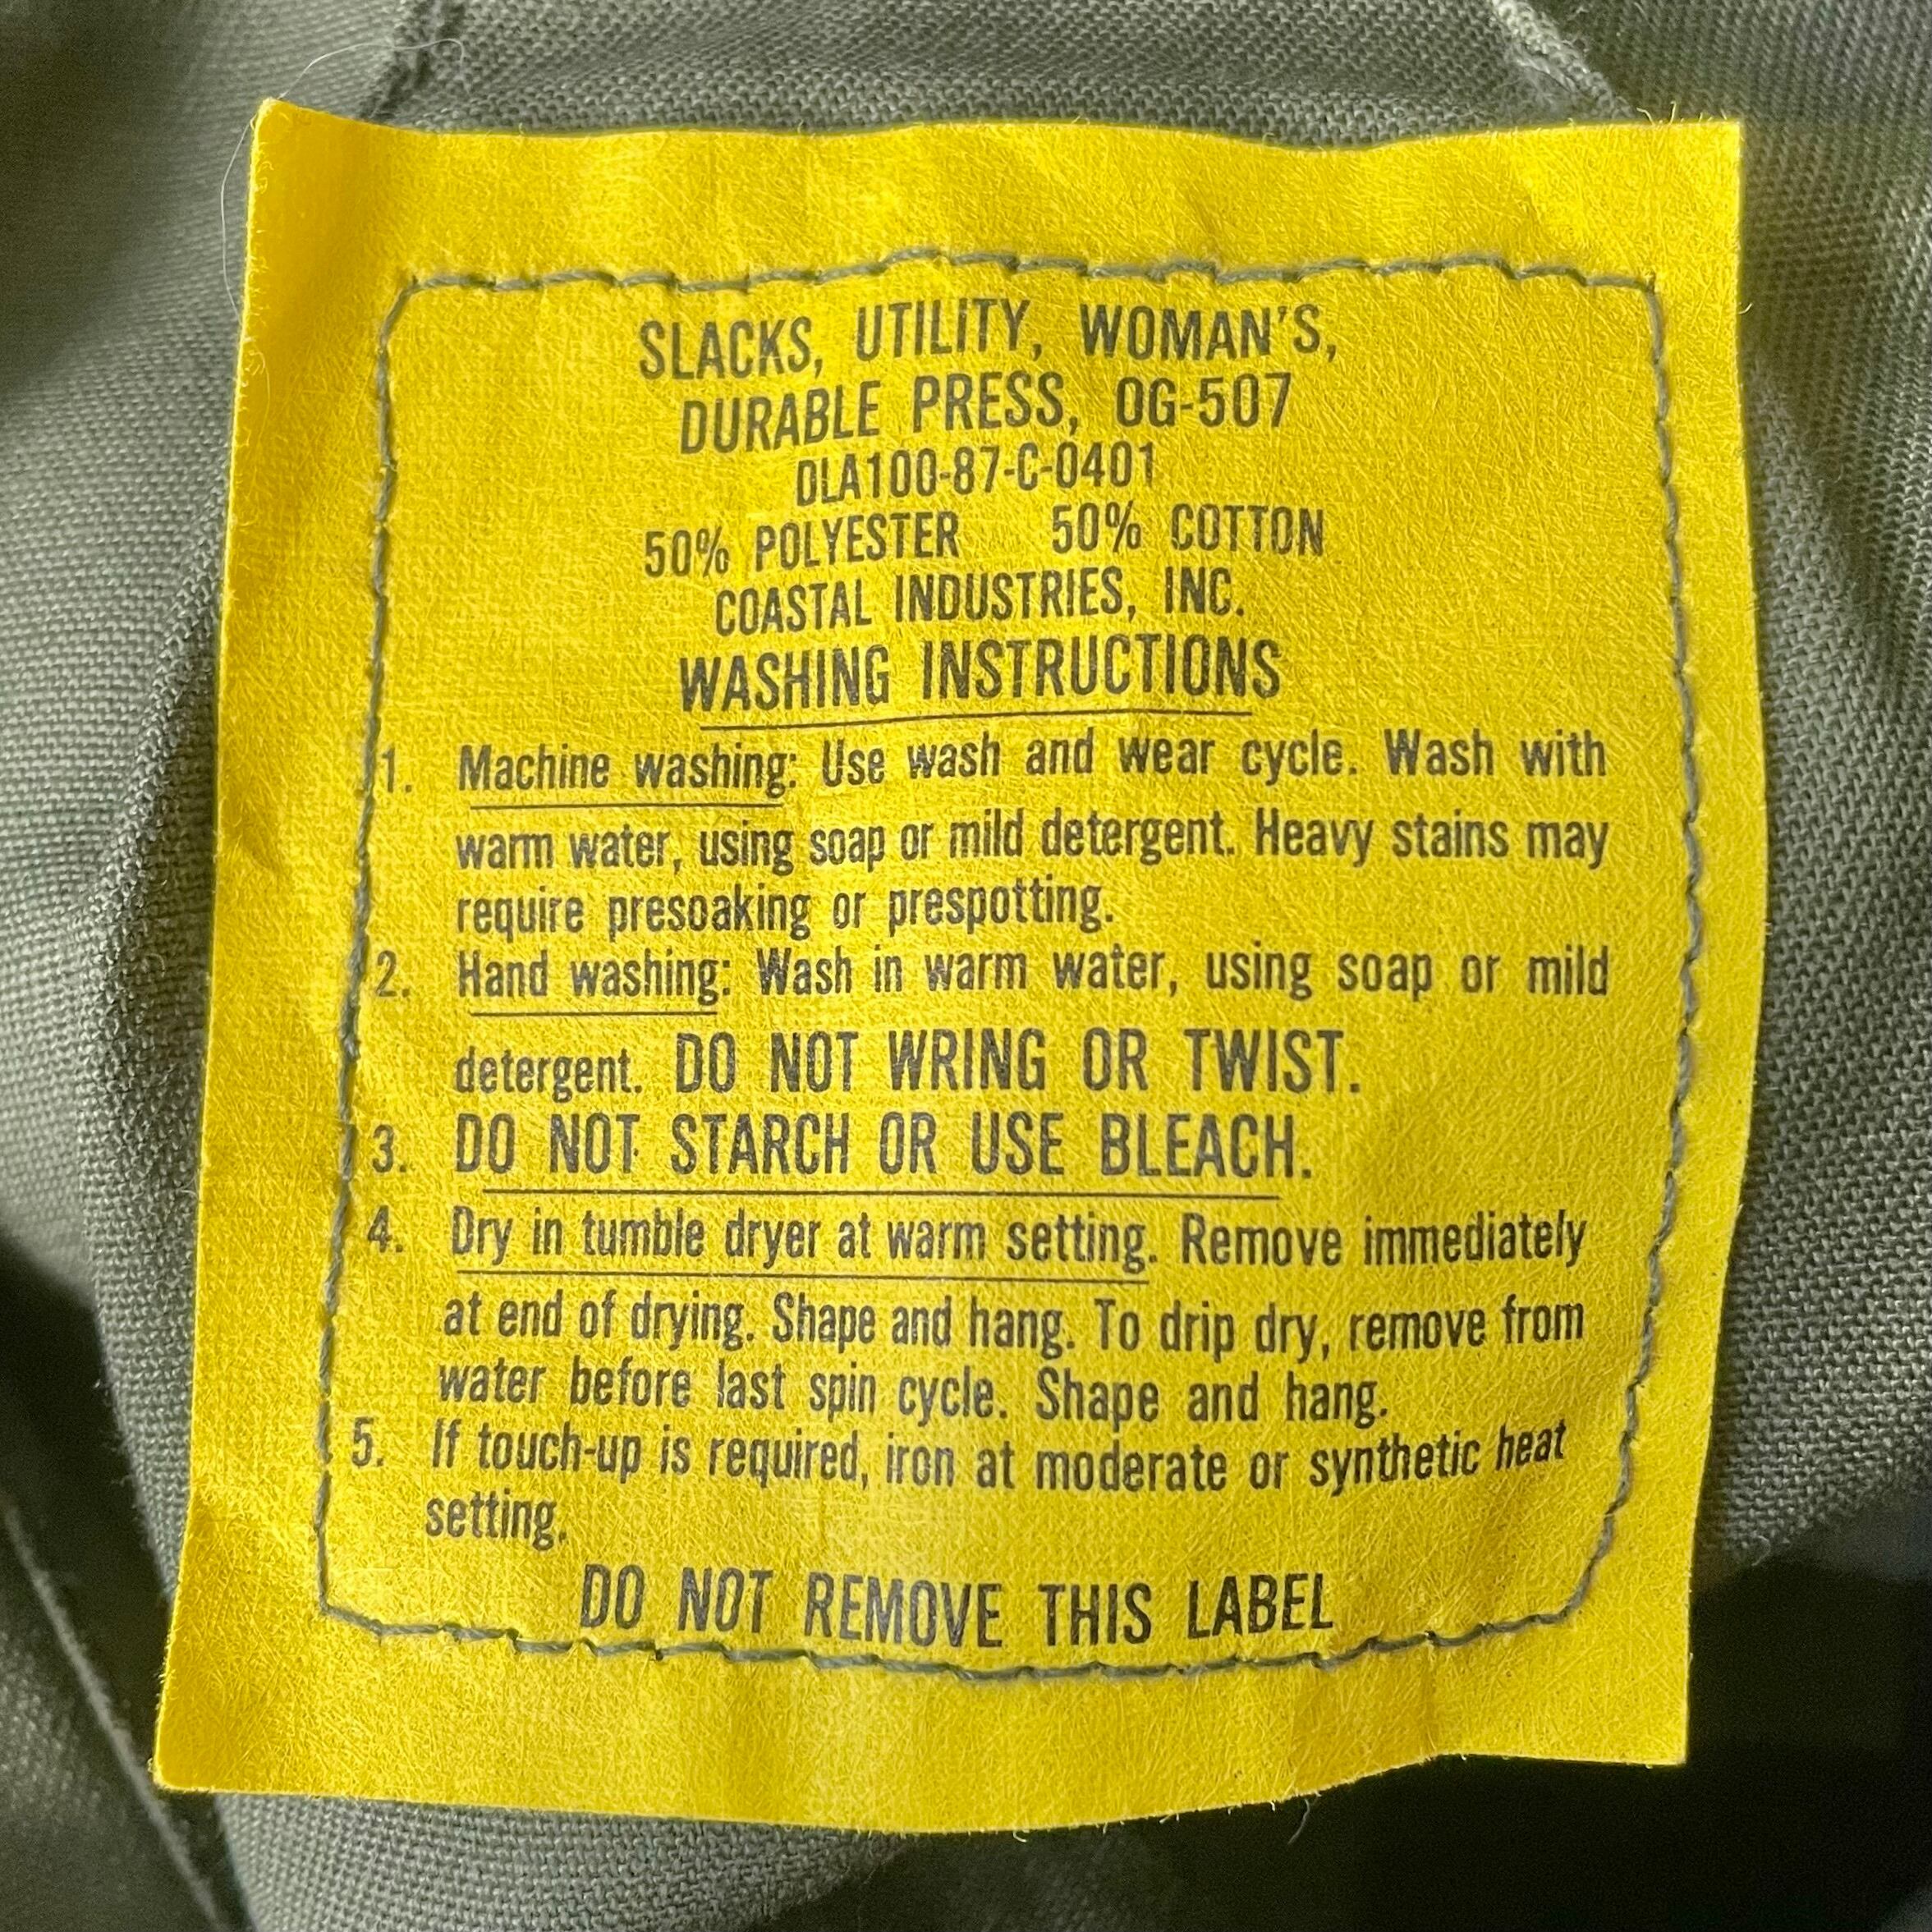 SLACKS, UTILITY, WOMAN'S,
DURABLE PRESS, OG-507
DLA100-87-C-0401
50% POLYESTER 50% COTTON
COASTAL INDUSTRIES, INC.
WASHING INSTRUCTIONS
1. Machine washing: Use wash and wear cycle. Wash with
warm water, using soap or mild detergent. Heavy stains may
require presoaking or prespotting.
2. Hand washing: Wash in warm water, using soap or mild
detergent. DO NOT WRING OR TWIST.
3. DO NOT STARCH OR USE BLEACH.
4. Dry in tumble dryer at warm setting. Remove immediately
at end of drying. Shape and hang. To drip dry, remove from
water before last spin cycle. Shape and hang.
5. If touch-up is required, iron at moderate or synthetic heat
setting.
DO NOT REMOVE THIS LABEL